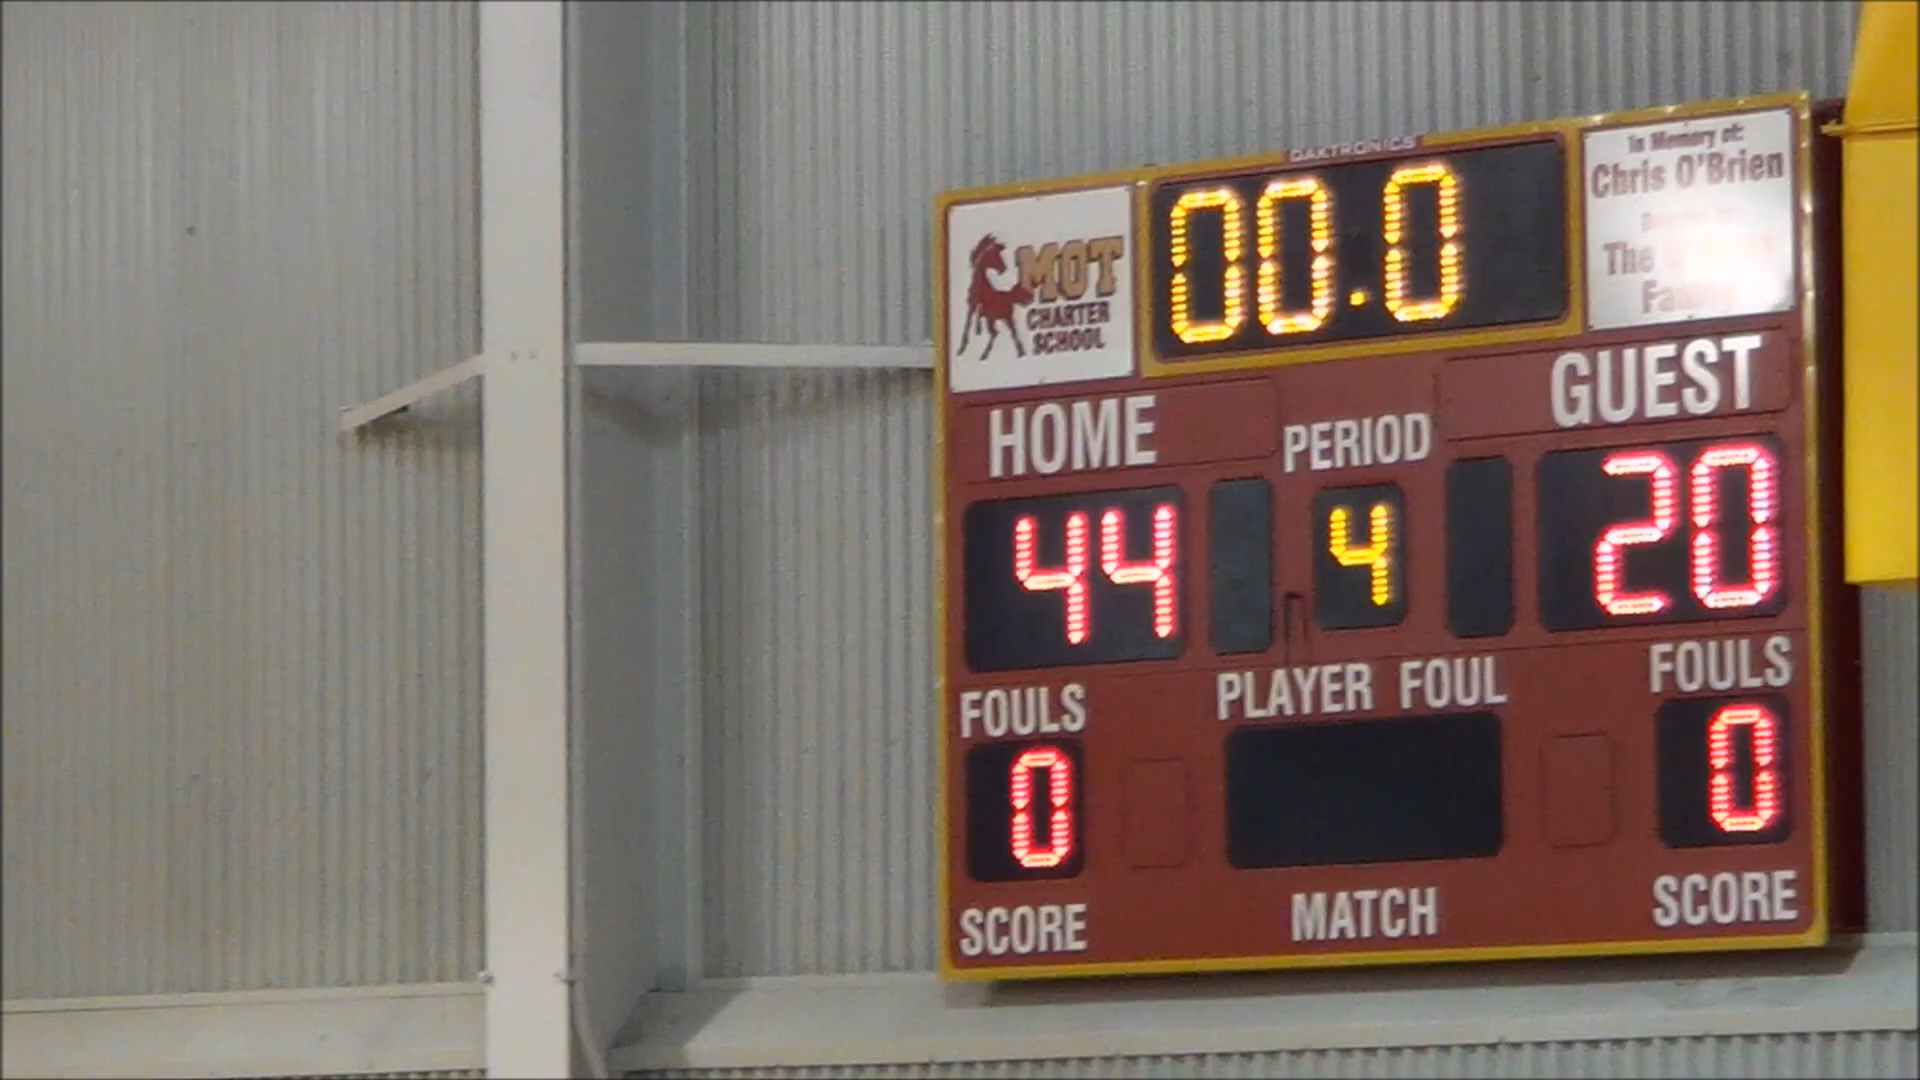 DAKTRONICS
In Memory of:
Chris O'Brien
The
MOT
CHARTER
SCHOOL
00.0
HOME
PERIOD
GUEST
44
4
20
FOULS
PLAYER FOUL
FOULS
0
0
SCORE
MATCH
SCORE